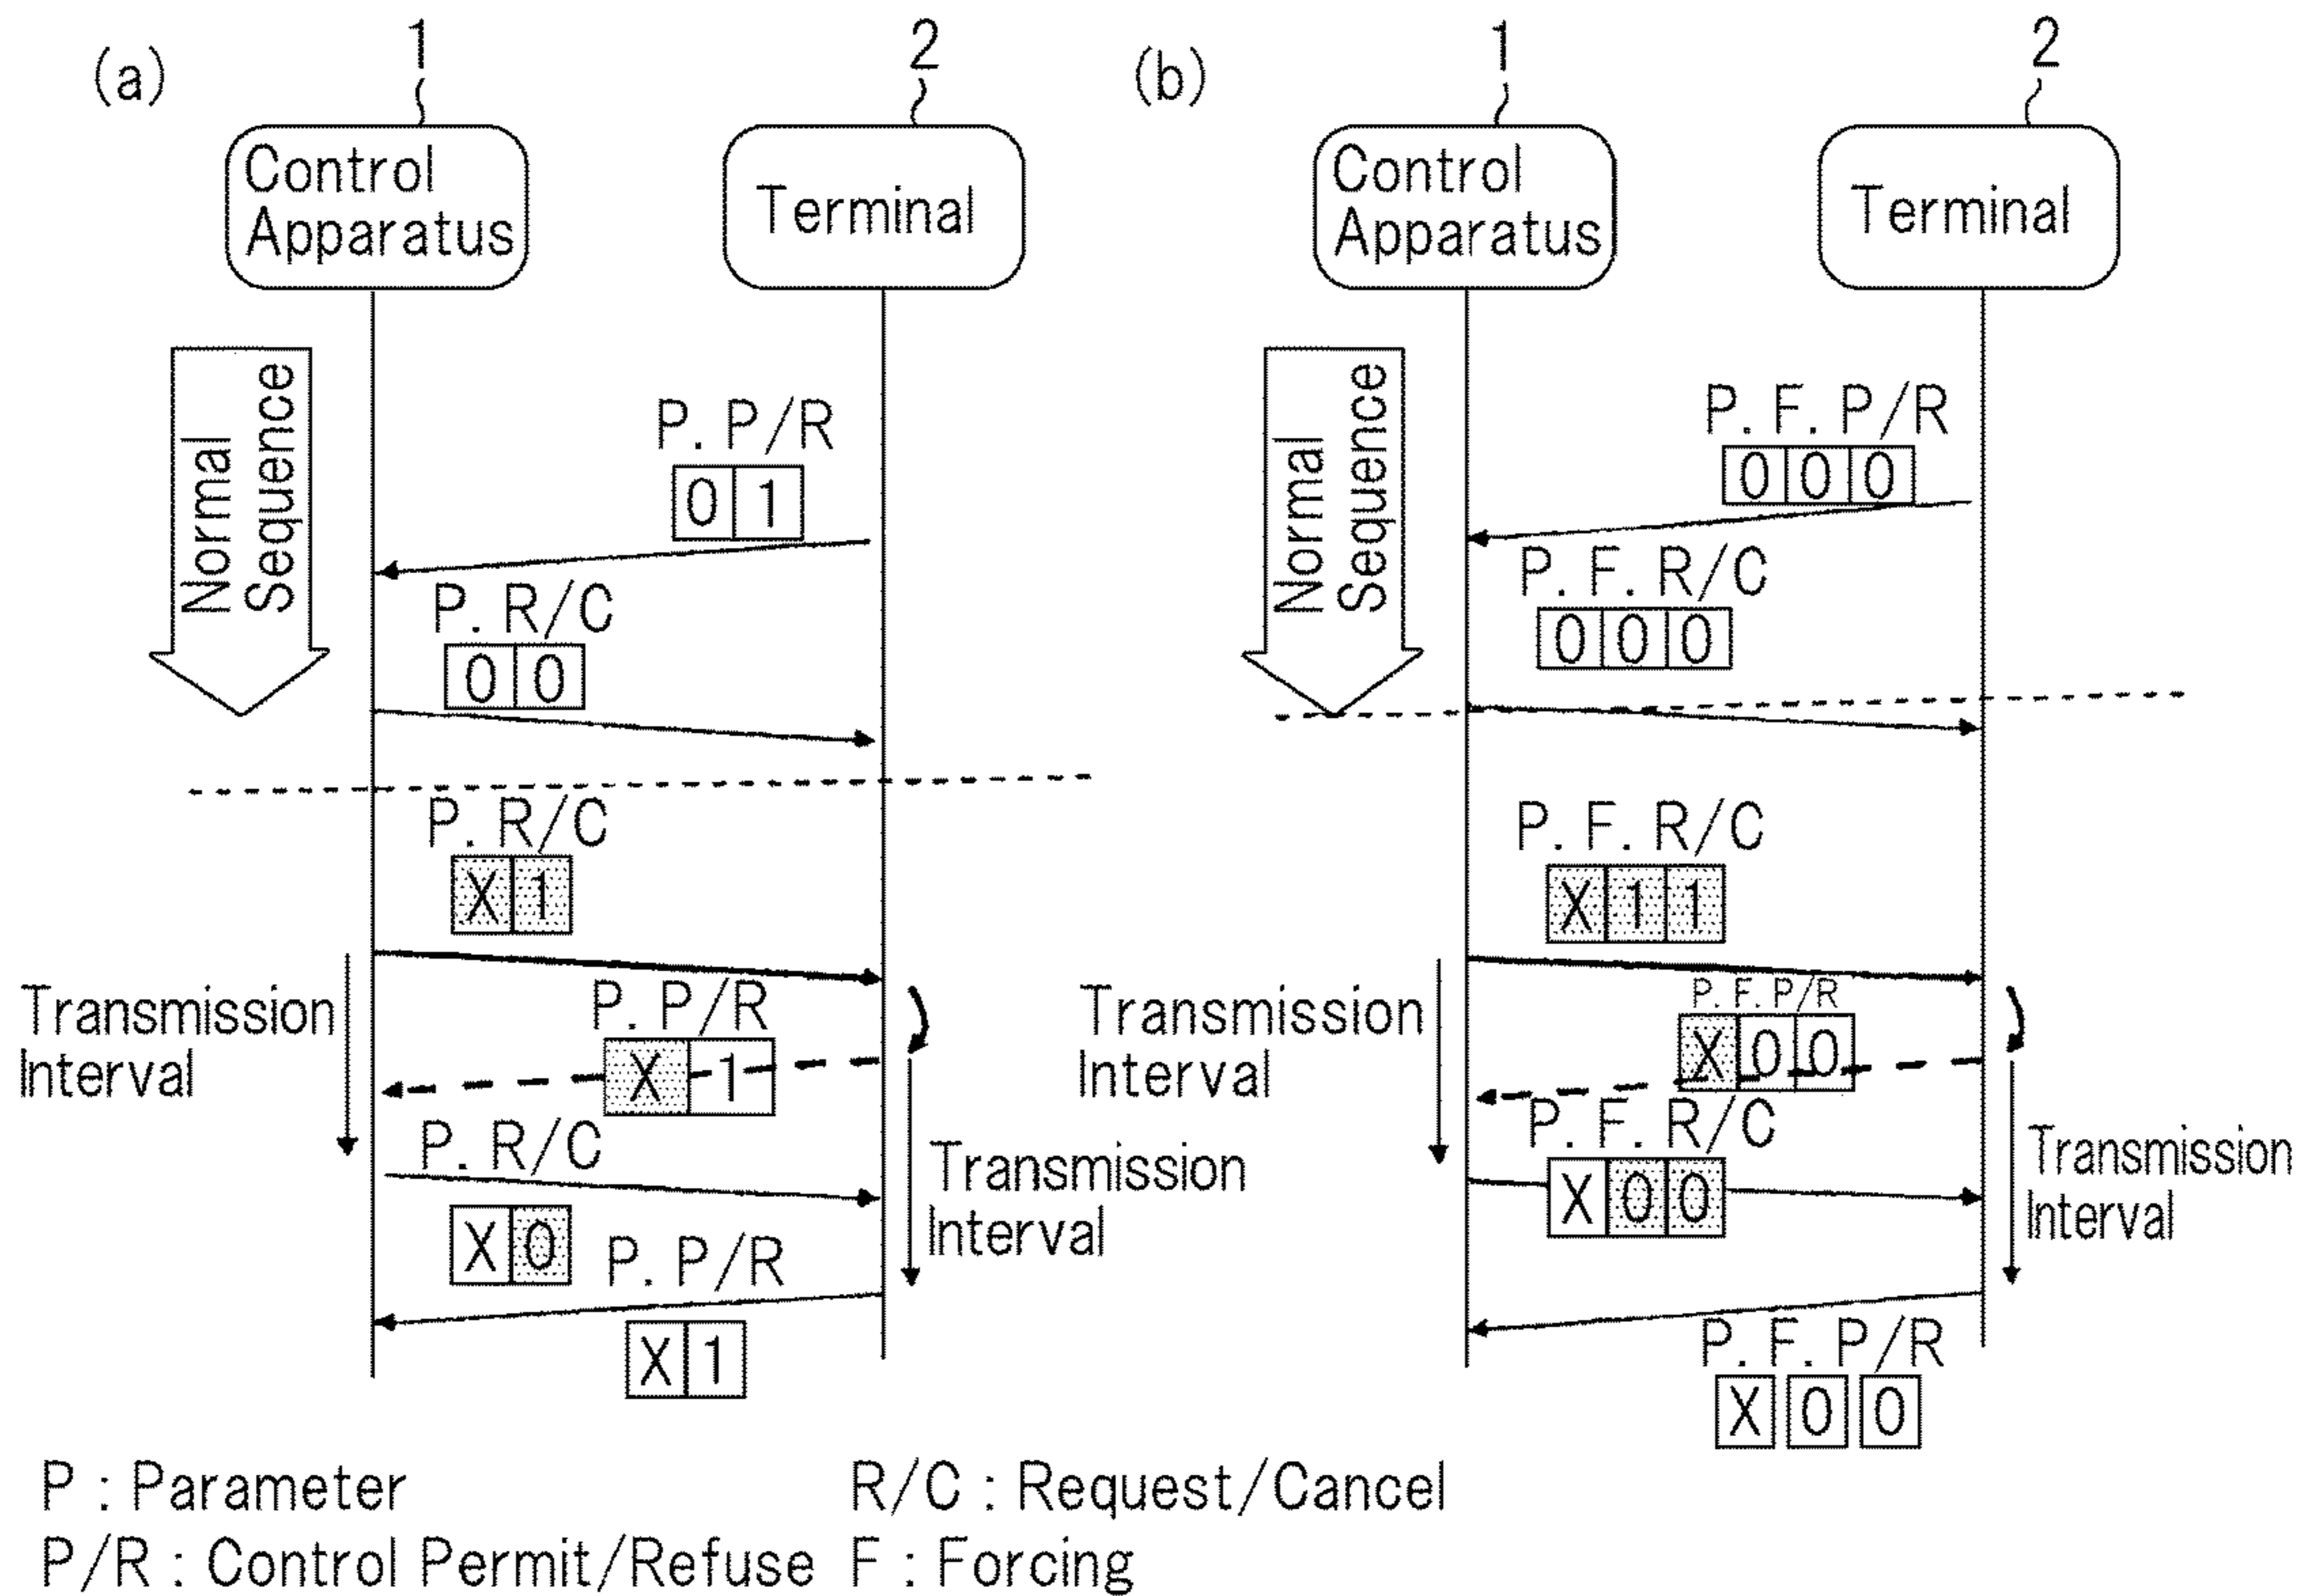 (a)
1
2
Control
Apparatus
Terminal
Normal
Sequence
P. P/R
0 1
P. R/C
0 0
P. R/C
X 1
Transmission
Interval
P. P/R
X 1
P. R/C
X 0
Transmission
Interval
P. P/R
X 1
(b)
1
2
Control
Apparatus
Terminal
Normal
Sequence
P. F. P/R
0 0 0
P. F. R/C
0 0 0
P. F. R/C
X 1 1
Transmission
Interval
P. F. P/R
X 0 0
P. F. R/C
X 0 0
Transmission
Interval
P. F. P/R
X 0 0
P : Parameter
R/C : Request/Cancel
P/R : Control Permit/Refuse
F : Forcing